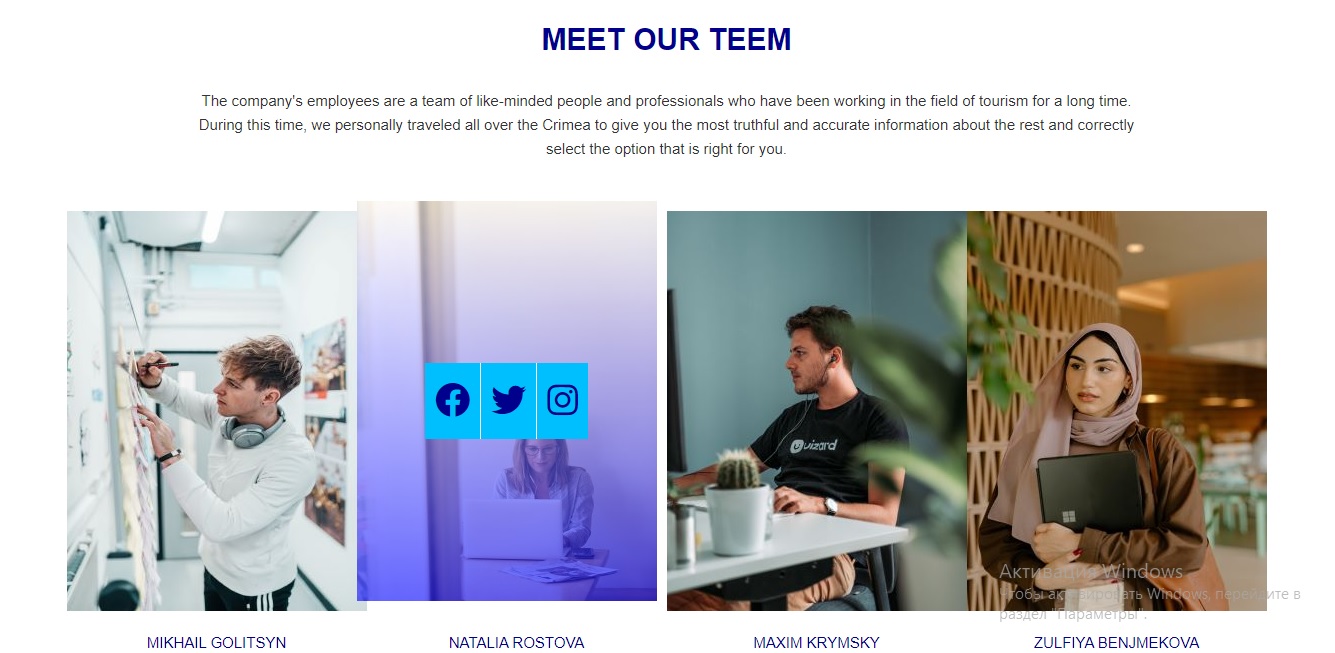 MEET OUR TEEM
The company's employees are a team of like-minded people and professionals who have been working in the field of tourism for a long time.
During this time, we personally traveled all over the Crimea to give you the most truthful and accurate information about the rest and correctly
select the option that is right for you.
uizard
Активация Windows
Чтобы активировать Windows, перейдите в
раздел "Параметры".
MIKHAIL GOLITSYN
NATALIA ROSTOVA
MAXIM KRYMSKY
ZULFIYA BENJMEKOVA